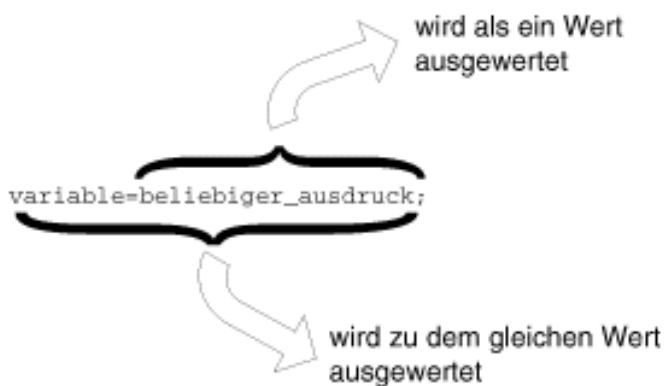 wird als ein Wert
ausgewertet
variable=beliebiger_ausdruck;
wird zu dem gleichen Wert
ausgewertet